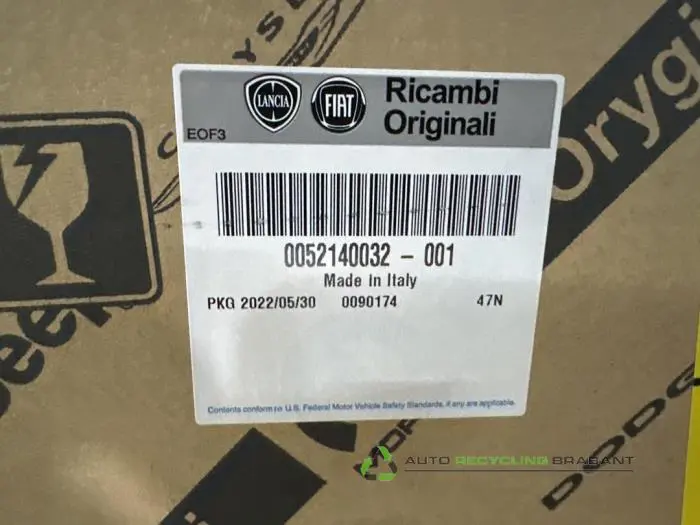 LANCIA
FIAT
Ricambi
Originali
EOF3
0052140032 - 001
Made In Italy
PKG 2022/05/30 0090174 47N
Contents conform to U.S. Federal Motor Vehicle Safety Standards, if any are applicable.
AUTO RECYCLING BRABANT
DODGE